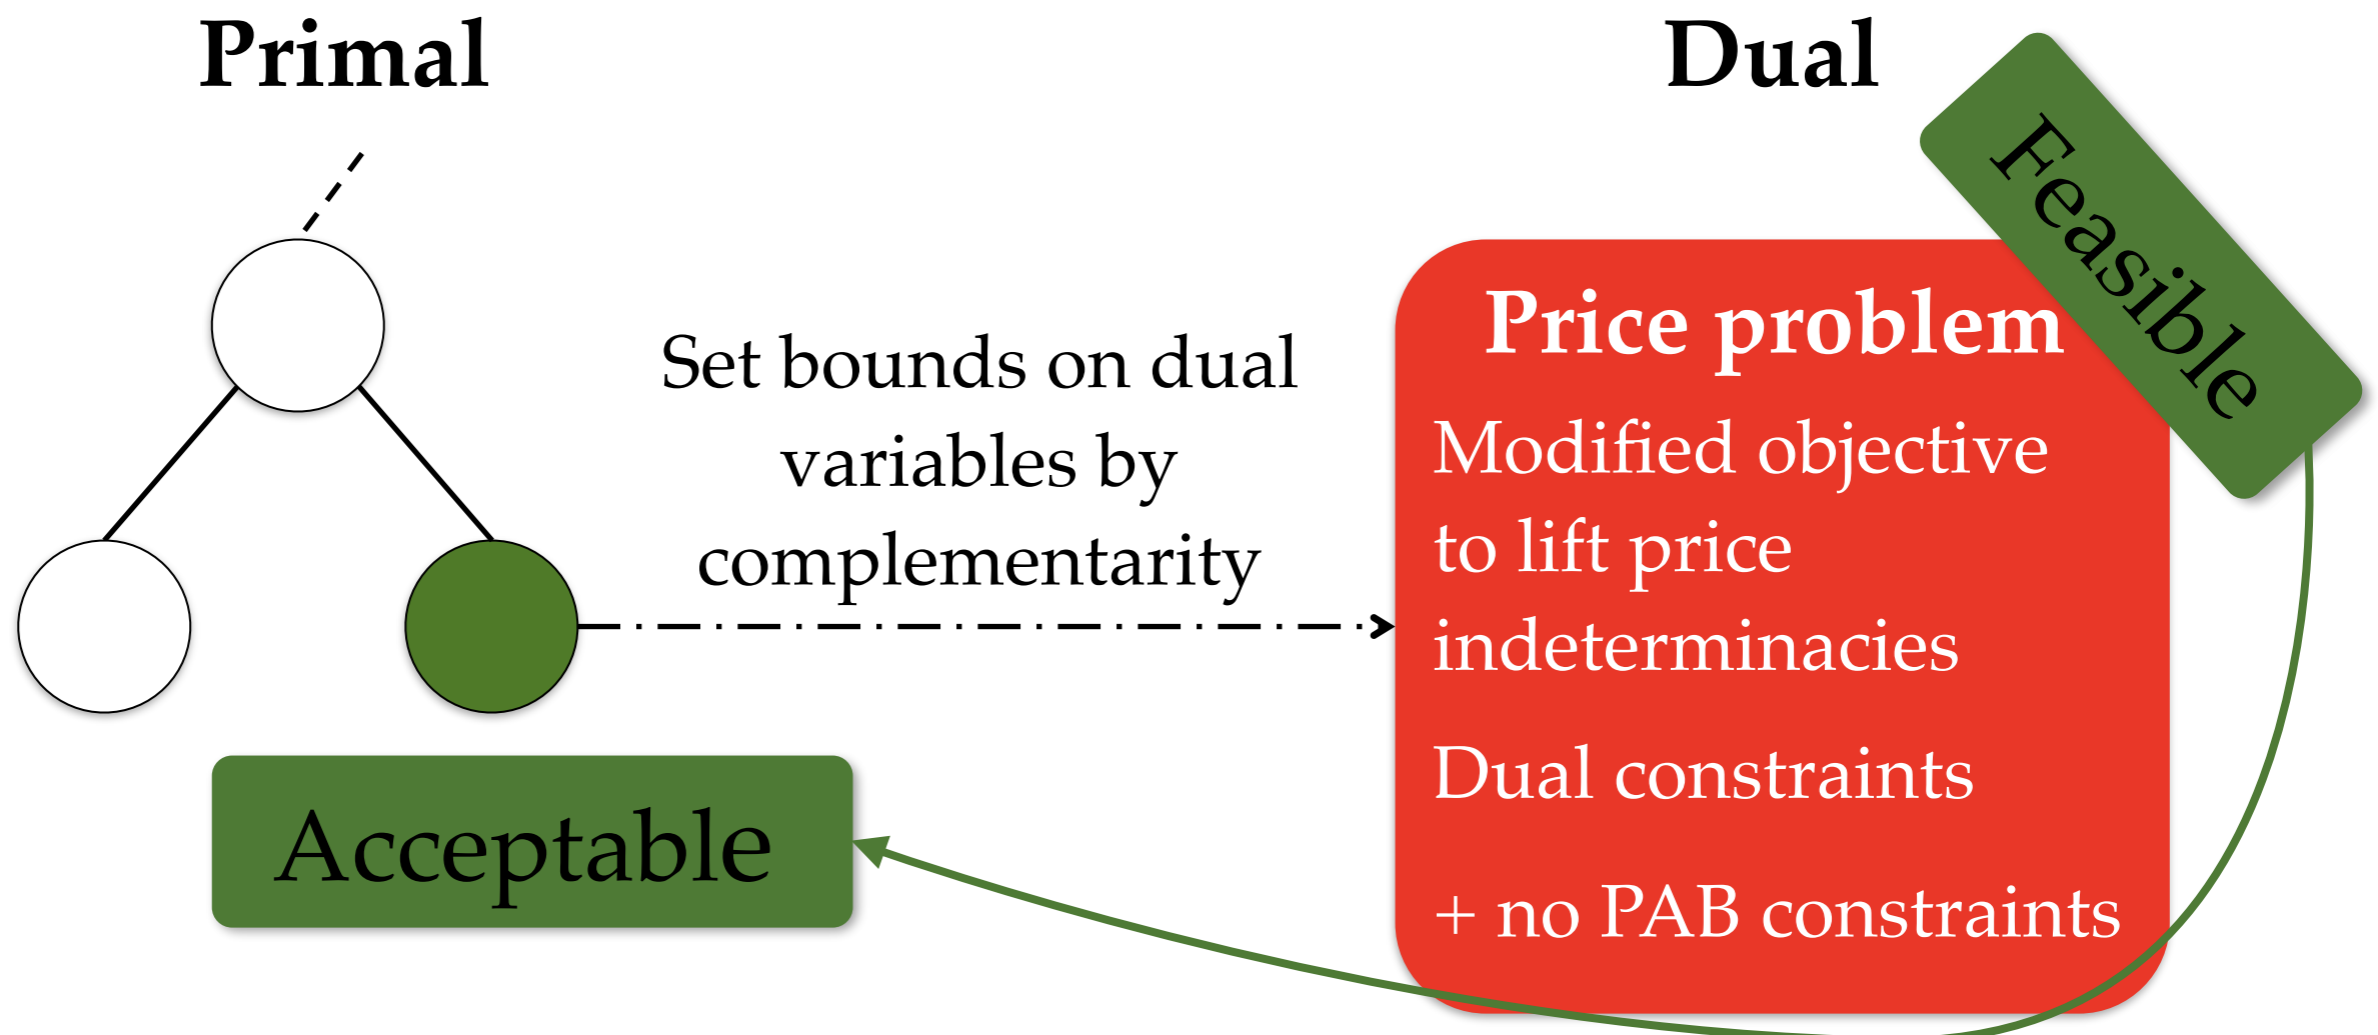 Primal
Dual
Feasible
Set bounds on dual
variables by
complementarity
Price problem
Modified objective
to lift price
indeterminacies
Dual constraints
+ no PAB constraints
Acceptable